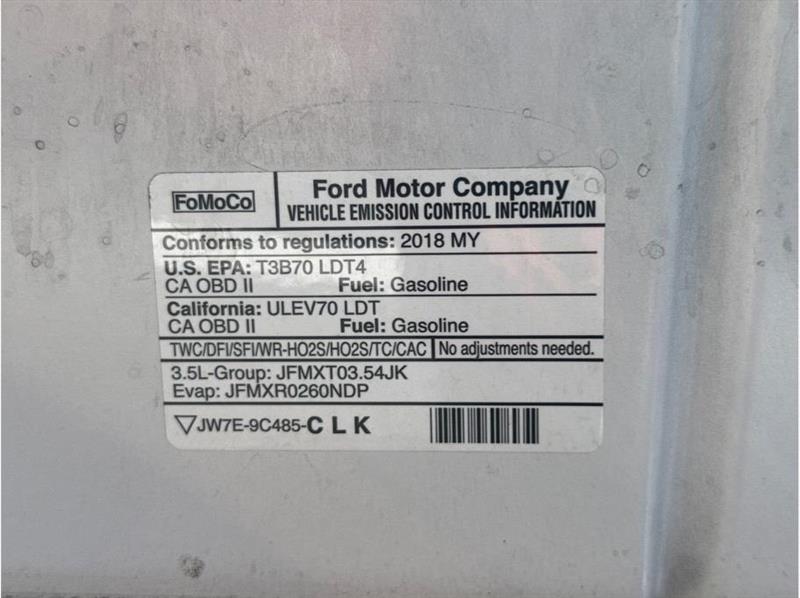 FoMoCo
Ford Motor Company
VEHICLE EMISSION CONTROL INFORMATION
Conforms to regulations: 2018 MY
U.S. EPA: T3B70 LDT4
CA OBD II Fuel: Gasoline
California: ULEV70 LDT
CA OBD II Fuel: Gasoline
TWC/DFI/SFI/WR-HO2S/HO2S/TC/CAC No adjustments needed.
3.5L-Group: JFMXT03.54JK
Evap: JFMXR0260NDP
JW7E-9C485-CLK